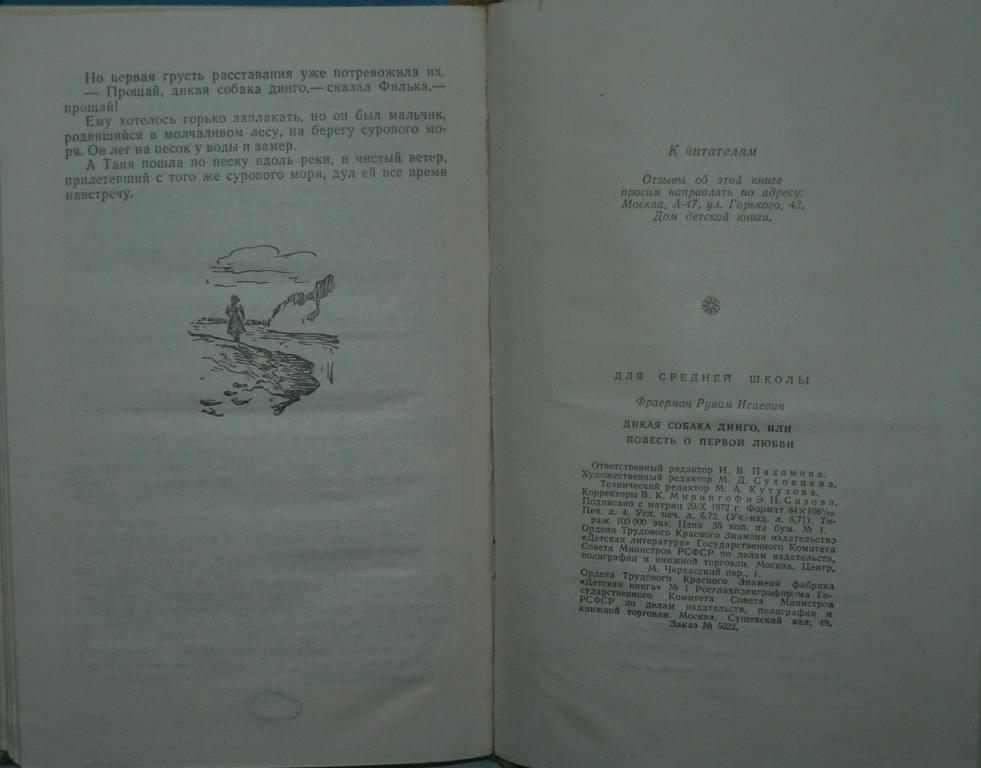 Но первая грусть расставания уже потревожила их.
— Прощай, дикая собака динго,— сказал Филька,—
прощай!
Ему хотелось горько заплакать, но он был мальчик,
родившийся в молчаливом лесу, на берегу сурового мо-
ря. Он лег на песок у воды и замер.
А Таня пошла по песку вдоль реки, и чистый ветер,
прилетевший с того же сурового моря, дул ей все время
навстречу.
К читателям
Отзывы об этой книге
просим направлять по адресу:
Москва, А-47, ул. Горького, 43.
Дом детской книги.
ДЛЯ СРЕДНЕЙ ШКОЛЫ
Фраерман Рувим Исаевич
ДИКАЯ СОБАКА ДИНГО, ИЛИ
ПОВЕСТЬ О ПЕРВОЙ ЛЮБВИ
Ответственный редактор И. В. Пахомова.
Художественный редактор М. Д. Суховцева.
Технический редактор М. А. Кутузова.
Корректоры В. К. Мирингоф и Э. Н. Сизова.
Подписано с матриц 20/X 1972 г. Формат 84×108¹/₃₂.
Печ. л. 4. Усл. печ. л. 6,72. (Уч.-изд. л. 6,71). Ти-
раж 100 000 экз. Цена 35 коп. на бум. № 1.
Ордена Трудового Красного Знамени издательство
«Детская литература» Государственного Комитета
Совета Министров РСФСР по делам издательств,
полиграфии и книжной торговли. Москва, Центр,
М. Черкасский пер., 1.
Ордена Трудового Красного Знамени фабрика
«Детская книга» № 1 Росглавполиграфпрома Го-
сударственного Комитета Совета Министров
РСФСР по делам издательств, полиграфии и
книжной торговли. Москва, Сущевский вал, 49.
Заказ № 5022.